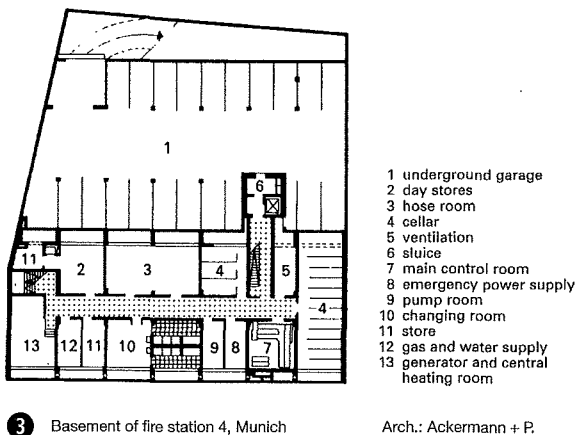 1
6
11
2
3
4
5
4
13
12
11
10
9
8
7
1 underground garage
2 day stores
3 hose room
4 cellar
5 ventilation
6 sluice
7 main control room
8 emergency power supply
9 pump room
10 changing room
11 store
12 gas and water supply
13 generator and central
heating room
3 Basement of fire station 4, Munich
Arch.: Ackermann + P.